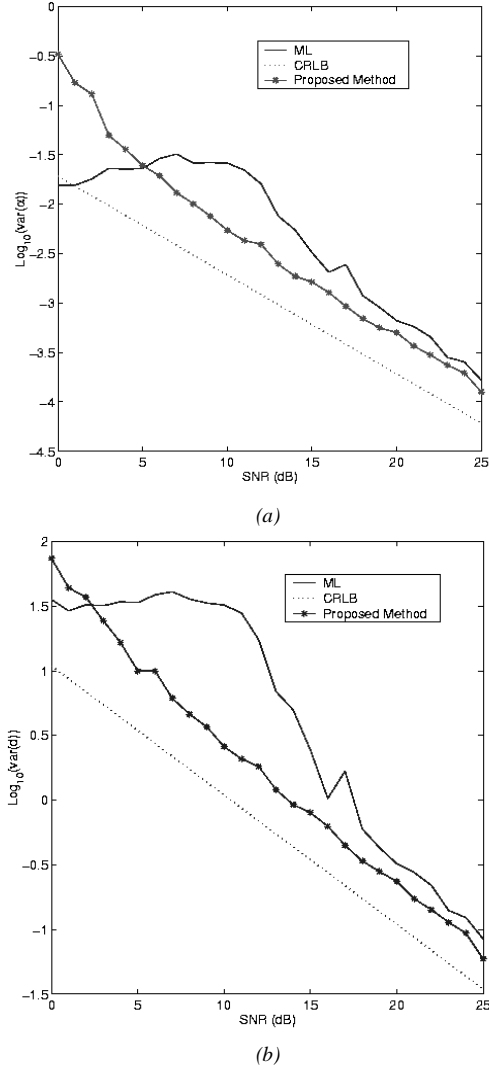 0
−0.5
−1
−1.5
−2
−2.5
−3
−3.5
−4
−4.5
Log10(var(α))
ML
CRLB
Proposed Method
0 5 10 15 20 25
SNR (dB)
(a)
2
1.5
1
0.5
0
−0.5
−1
−1.5
Log10(var(d))
ML
CRLB
Proposed Method
0 5 10 15 20 25
SNR (dB)
(b)